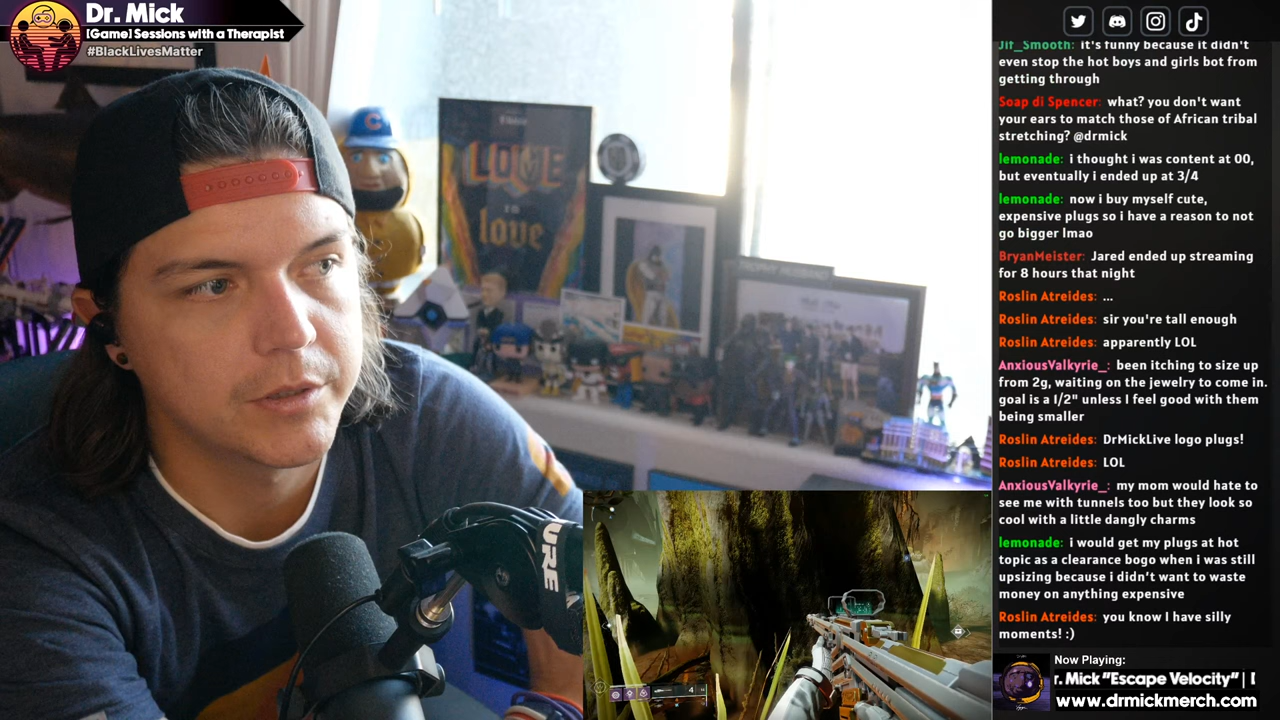 Dr. Mick
[Game] Sessions with a Therapist
#BlackLivesMatter
LOVE
IS
love
C
URE
4
Jif_Smooth: it's funny because it didn't
even stop the hot boys and girls bot from
getting through
Soap di Spencer: what? you don't want
your ears to match those of African tribal
stretching? @drmick
lemonade: i thought i was content at 00,
but eventually i ended up at 3/4
lemonade: now i buy myself cute,
expensive plugs so i have a reason to not
go bigger lmao
BryanMeister: Jared ended up streaming
for 8 hours that night
Roslin Atreides: ...
Roslin Atreides: sir you're tall enough
Roslin Atreides: apparently LOL
AnxiousValkyrie_: been itching to size up
from 2g, waiting on the jewelry to come in.
goal is a 1/2" unless I feel good with them
being smaller
Roslin Atreides: DrMickLive logo plugs!
Roslin Atreides: LOL
AnxiousValkyrie_: my mom would hate to
see me with tunnels too but they look so
cool with a little dangly charms
lemonade: i would get my plugs at hot
topic as a clearance bogo when i was still
upsizing because i didn't want to waste
money on anything expensive
Roslin Atreides: you know I have silly
moments! :)
Now Playing:
r. Mick "Escape Velocity" | D
www.drmickmerch.com